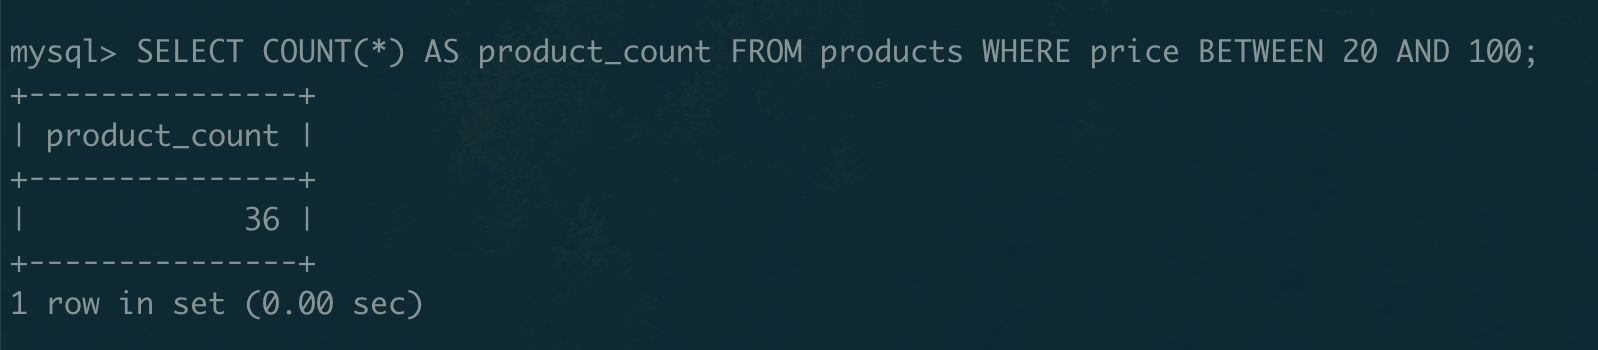 mysql> SELECT COUNT(*) AS product_count FROM products WHERE price BETWEEN 20 AND 100;
+---------------+
| product_count |
+---------------+
|            36 |
+---------------+
1 row in set (0.00 sec)